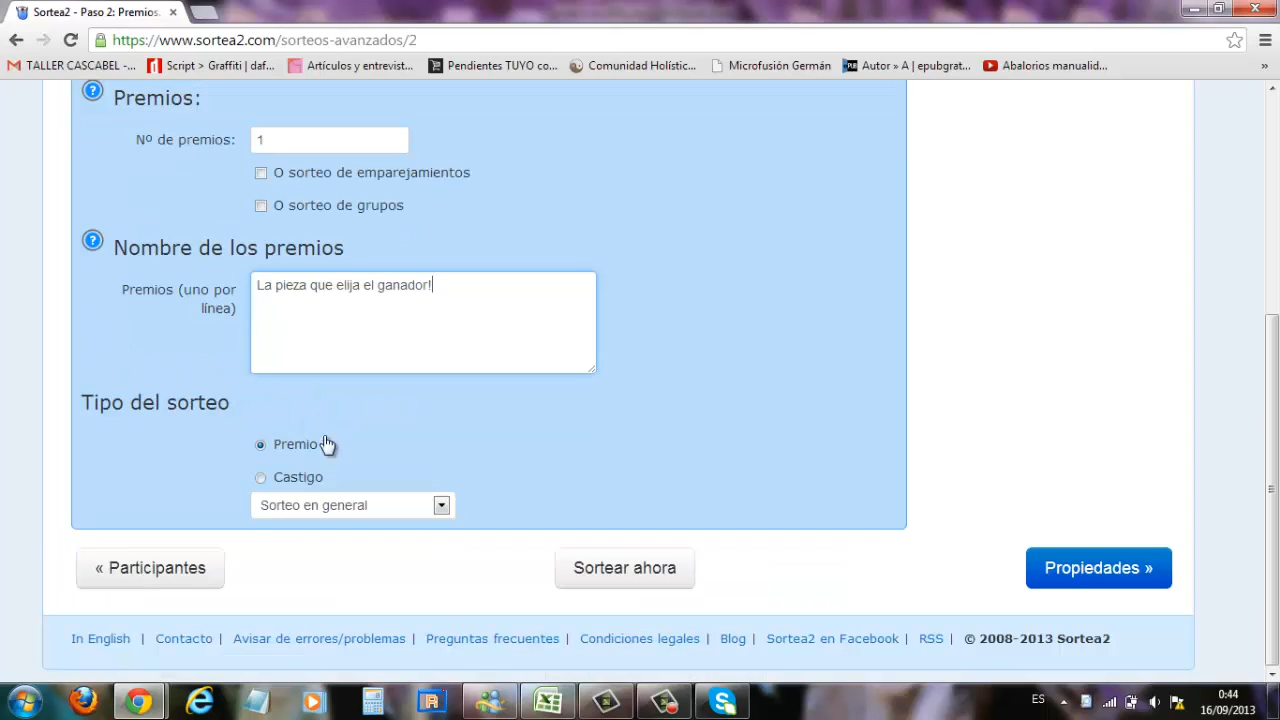 Sortea2 - Paso 2: Premios.
https://www.sortea2.com/sorteos-avanzados/2
TALLER CASCABEL -... Script > Graffiti | daf... Artículos y entrevist... Pendientes TUYO co... Comunidad Holístic... Microfusión Germán Autor » A | epubgrat... Abalorios manualid... »
? Premios:
Nº de premios: 1
O sorteo de emparejamientos
O sorteo de grupos
? Nombre de los premios
Premios (uno por
línea)
La pieza que elija el ganador!
Tipo del sorteo
Premio
Castigo
Sorteo en general
« Participantes Sortear ahora Propiedades »
In English | Contacto | Avisar de errores/problemas | Preguntas frecuentes | Condiciones legales | Blog | Sortea2 en Facebook | RSS | © 2008-2013 Sortea2
ES 0:44
16/09/2013